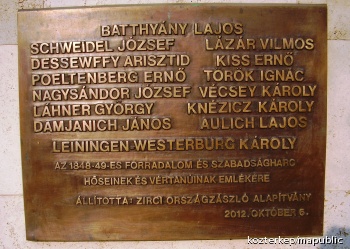 BATTHYÁNY LAJOS
SCHWEIDEL JÓZSEF LÁZÁR VILMOS
DESSEWFFY ARISZTID KISS ERNŐ
POELTENBERG ERNŐ TÖRÖK IGNÁC
NAGYSÁNDOR JÓZSEF VÉCSEY KÁROLY
LÁHNER GYÖRGY KNÉZICZ KÁROLY
DAMJANICH JÁNOS AULICH LAJOS
LEININGEN-WESTERBURG KÁROLY
AZ 1848-49-ES FORRADALOM ÉS SZABADSÁGHARC
HŐSEINEK ÉS VÉRTANÚINAK EMLÉKÉRE
ÁLLÍTOTTA: ZIRCI ORSZÁGZÁSZLÓ ALAPÍTVÁNY
2012. OKTÓBER 5.
kozterkep/mapublic